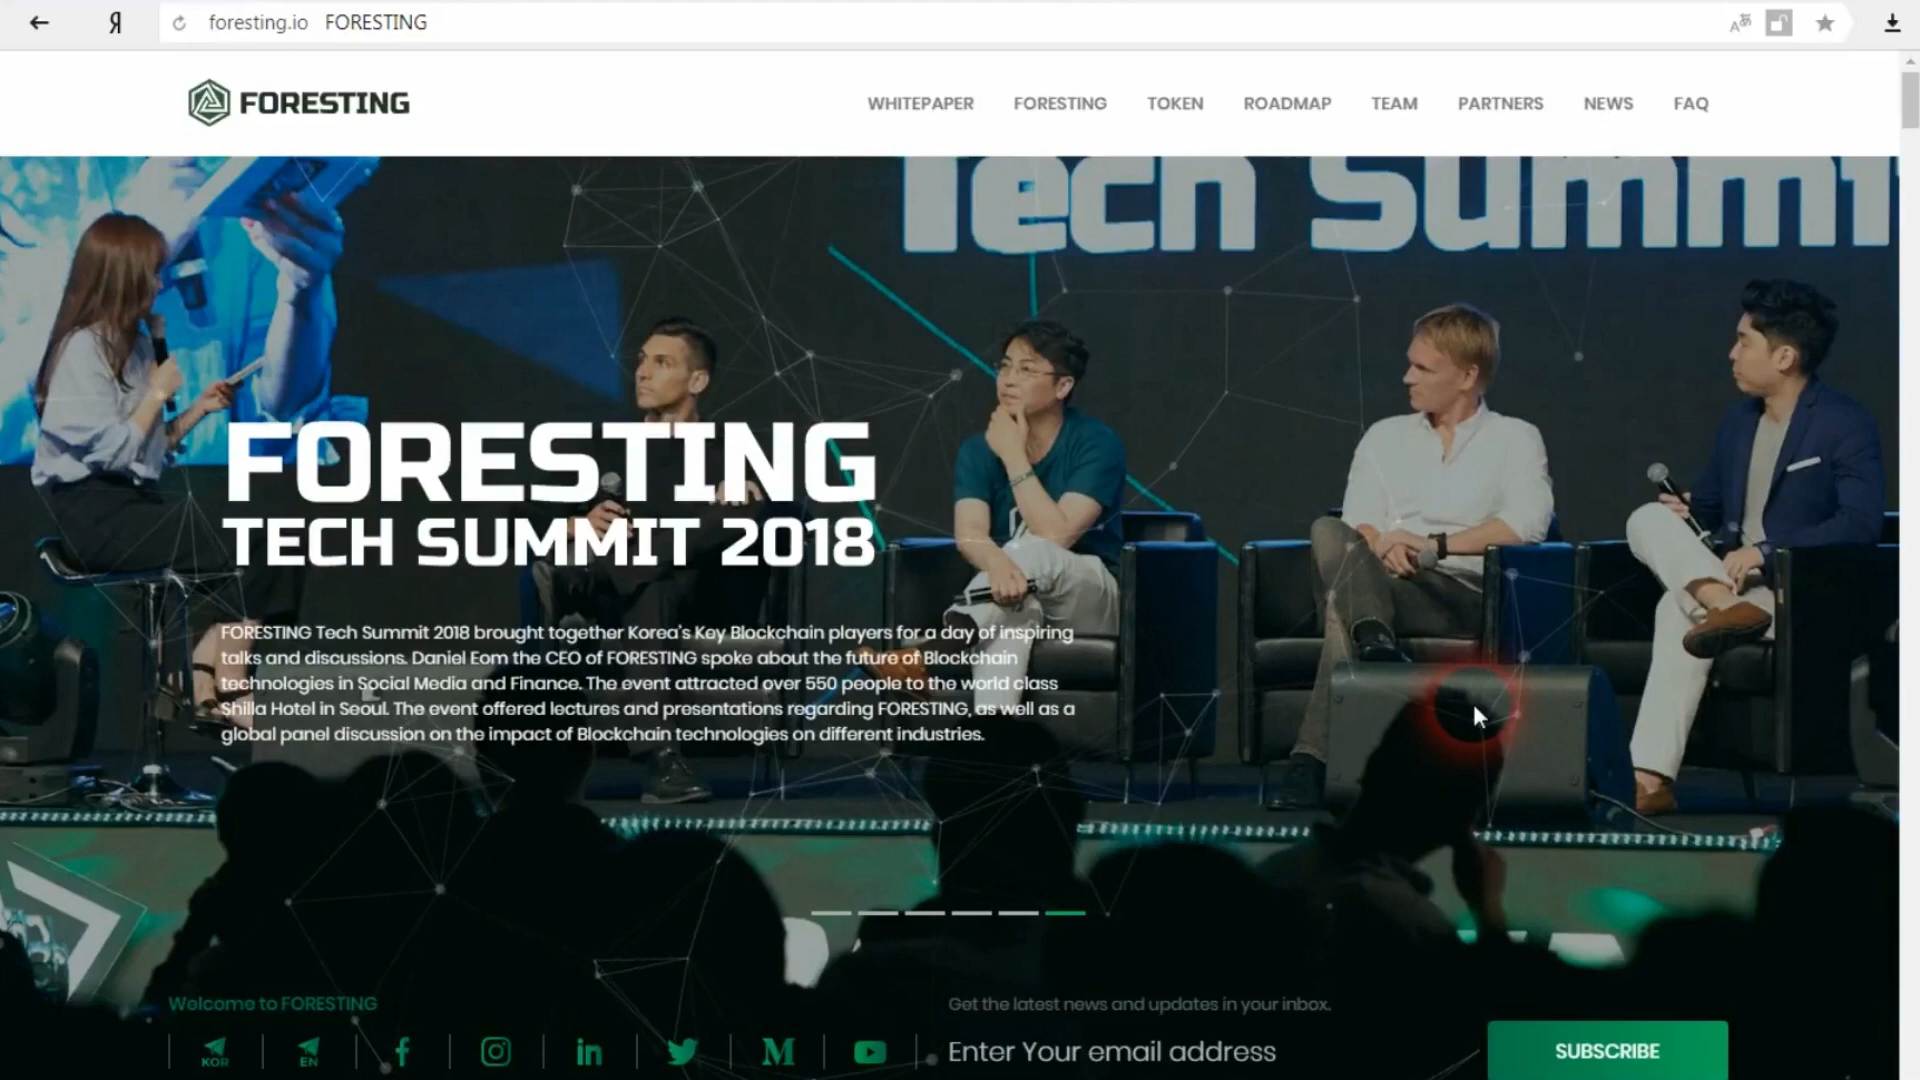 Я
foresting.io FORESTING
FORESTING
WHITEPAPER
FORESTING
TOKEN
ROADMAP
TEAM
PARTNERS
NEWS
FAQ
Tech Summit
FORESTING
TECH SUMMIT 2018
FORESTING Tech Summit 2018 brought together Korea's Key Blockchain players for a day of inspiring
talks and discussions. Daniel Eom the CEO of FORESTING spoke about the future of Blockchain
technologies in Social Media and Finance. The event attracted over 550 people to the world class
Shilla Hotel in Seoul. The event offered lectures and presentations regarding FORESTING, as well as a
global panel discussion on the impact of Blockchain technologies on different industries.
Welcome to FORESTING
Get the latest news and updates in your inbox.
KOR
EN
Enter Your email address
SUBSCRIBE